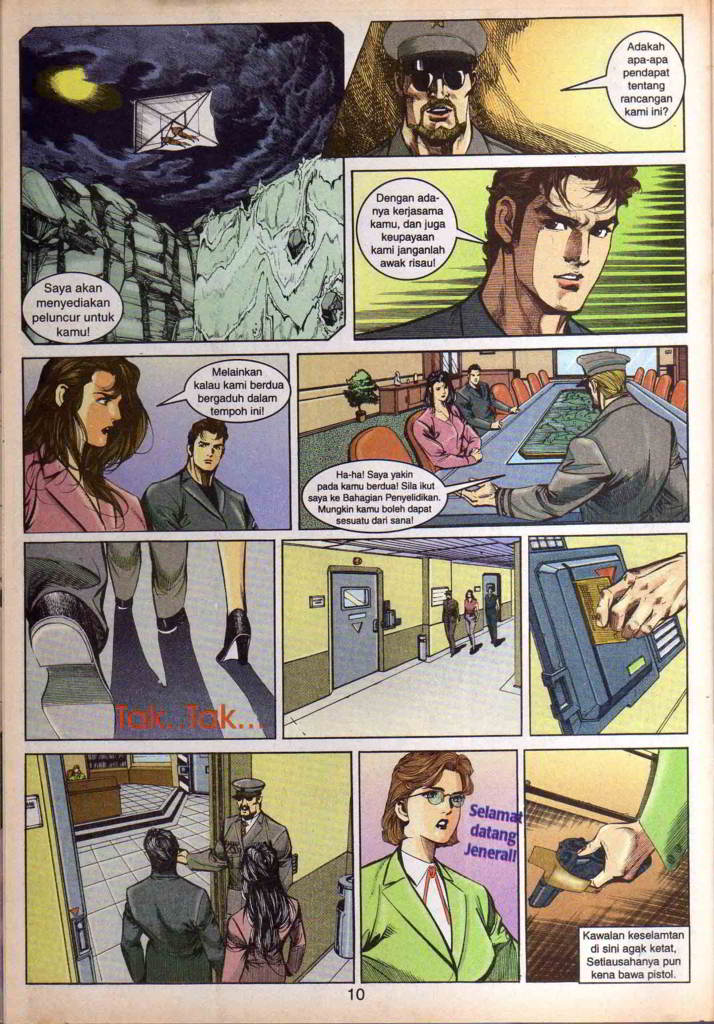 Saya akan
menyediakan
peluncur untuk
kamu!
Adakah
apa-apa
pendapat
tentang
rancangan
kami ini?
Dengan ada-
nya kerjasama
kamu, dan juga
keupayaan
kami janganlah
awak risau!
Melainkan
kalau kami berdua
bergaduh dalam
tempoh ini!
Ha-ha! Saya yakin
pada kamu berdua! Sila ikut
saya ke Bahagian Penyelidikan.
Mungkin kamu boleh dapat
sesuatu dari sana!
Tak..Tak...
Selamat
datang
Jeneral!
Kawalan keselamtan
di sini agak ketat,
Setiausahanya pun
kena bawa pistol.
10